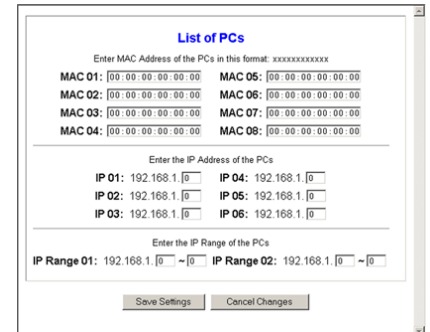 List of PCs
Enter MAC Address of the PCs in this format: xxxxxxxxxxxx
MAC 01: 00:00:00:00:00:00 MAC 05: 00:00:00:00:00:00
MAC 02: 00:00:00:00:00:00 MAC 06: 00:00:00:00:00:00
MAC 03: 00:00:00:00:00:00 MAC 07: 00:00:00:00:00:00
MAC 04: 00:00:00:00:00:00 MAC 08: 00:00:00:00:00:00
Enter the IP Address of the PCs
IP 01: 192.168.1. 0 IP 04: 192.168.1. 0
IP 02: 192.168.1. 0 IP 05: 192.168.1. 0
IP 03: 192.168.1. 0 IP 06: 192.168.1. 0
Enter the IP Range of the PCs
IP Range 01: 192.168.1. 0 ~ 0 IP Range 02: 192.168.1. 0 ~ 0
Save Settings Cancel Changes